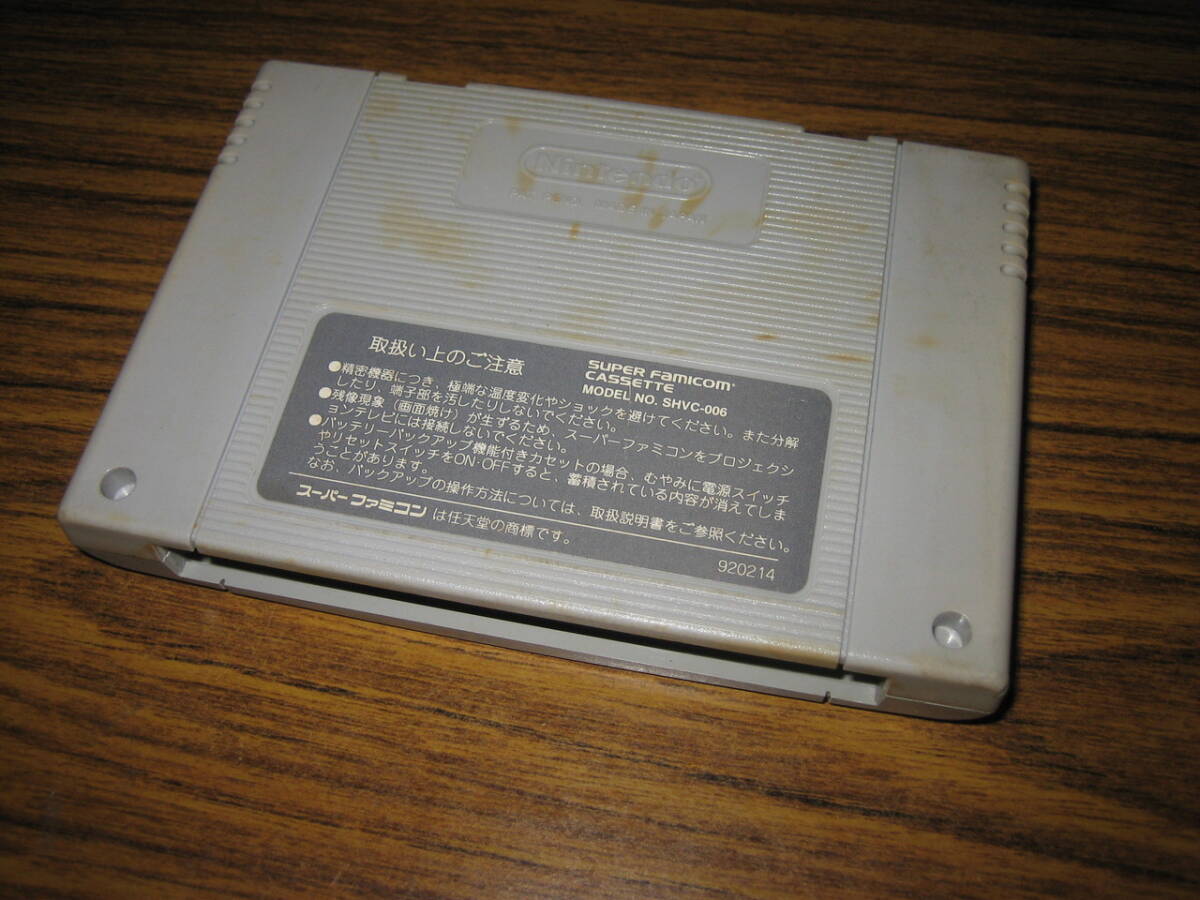 Nintendo
MADE IN JAPAN
取扱い上のご注意
SUPER FAMICOM
CASSETTE
MODEL NO. SHVC-006
●精密機器につき、極端な湿度変化やショックを避けてください。また分解
したり、端子部を汚したりしないでください。
●残像現象(画面焼け)が生ずるため、スーパーファミコンをプロジェクシ
ョンテレビには接続しないでください。
●バッテリーバックアップ機能付きカセットの場合、むやみに電源スイッチ
やリセットスイッチをON・OFFすると、蓄積されている内容が消えてしま
うことがあります。
なお、バックアップの操作方法については、取扱説明書をご参照ください。
スーパーファミコンは任天堂の商標です。
920214